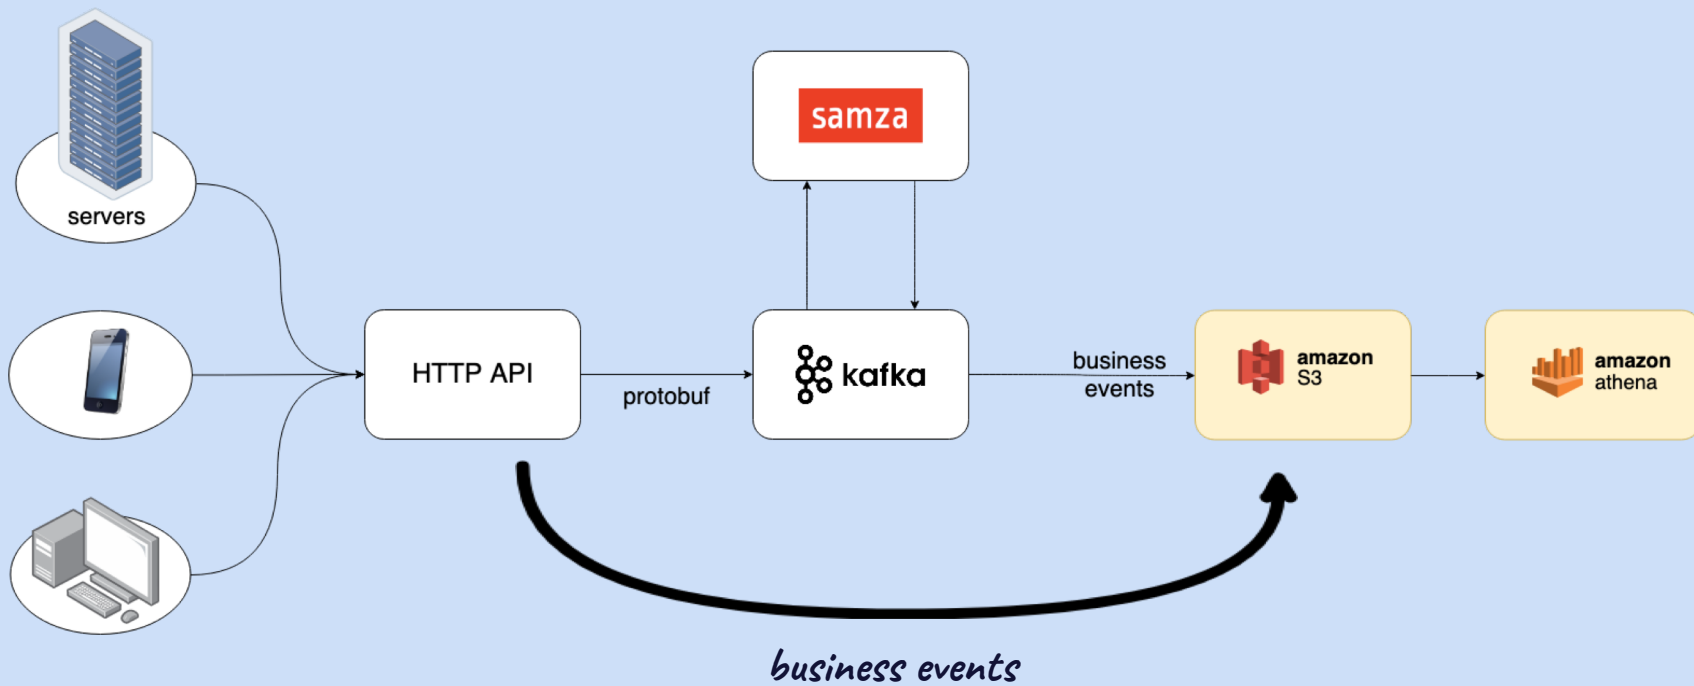 samza
servers
HTTP API
protobuf
kafka
business
events
amazon
S3
amazon
athena
business events